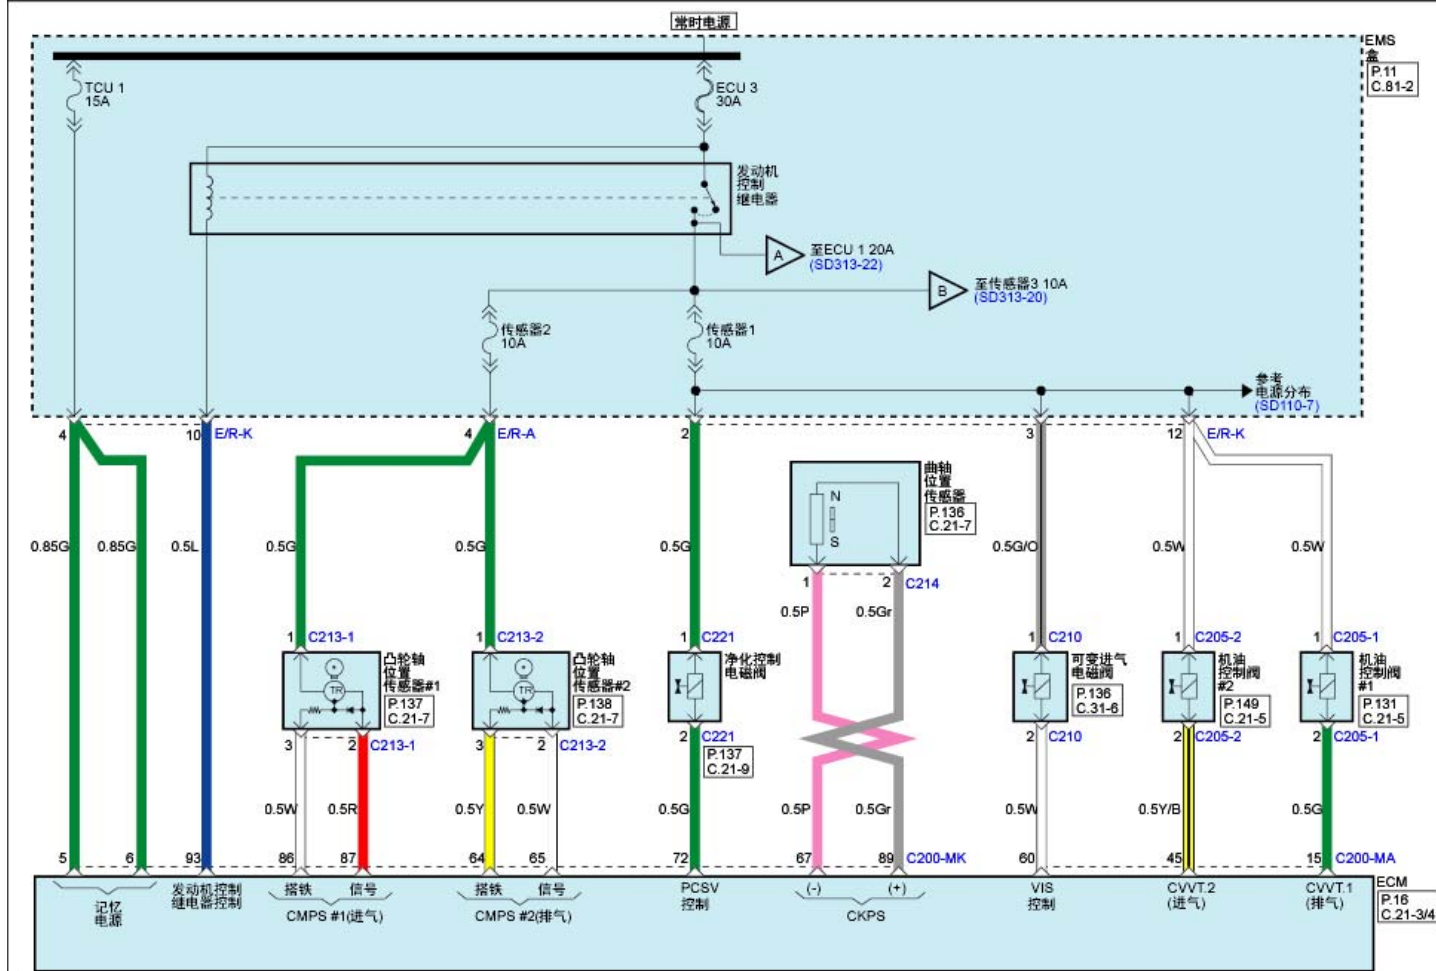 常时电源
EMS
盒
P.11
C.81-2
TCU 1
15A
ECU 3
30A
发动机
控制
继电器
A
至ECU 1 20A
(SD313-22)
B
至传感器3 10A
(SD313-20)
传感器2
10A
传感器1
10A
参考
电源分布
(SD110-7)
4
10
E/R-K
4
E/R-A
2
3
12
E/R-K
曲轴
位置
传感器
P.136
C.21-7
N
S
0.85G
0.85G
0.5L
0.5G
0.5G
0.5G
0.5G/O
0.5W
0.5W
1
2
C214
0.5P
0.5Gr
1
C213-1
1
C213-2
1
C221
1
C210
1
C205-2
1
C205-1
TR
凸轮轴
位置
传感器#1
P.137
C.21-7
TR
凸轮轴
位置
传感器#2
P.138
C.21-7
净化控制
电磁阀
可变进气
电磁阀
P.136
C.31-6
机油
控制阀
#2
P.149
C.21-5
机油
控制阀
#1
P.131
C.21-5
3
2
C213-1
3
2
C213-2
2
C221
P.137
C.21-9
2
C210
2
C205-2
2
C205-1
0.5W
0.5R
0.5Y
0.5W
0.5G
0.5P
0.5Gr
0.5W
0.5Y/B
0.5G
5
6
93
86
87
64
65
72
67
89
C200-MK
60
45
15
C200-MA
记忆
电源
发动机控制
继电器控制
搭铁
信号
CMPS #1(进气)
搭铁
信号
CMPS #2(排气)
PCSV
控制
(-)
(+)
CKPS
VIS
控制
CVVT.2
(进气)
CVVT.1
(排气)
ECM
P.16
C.21-3/4